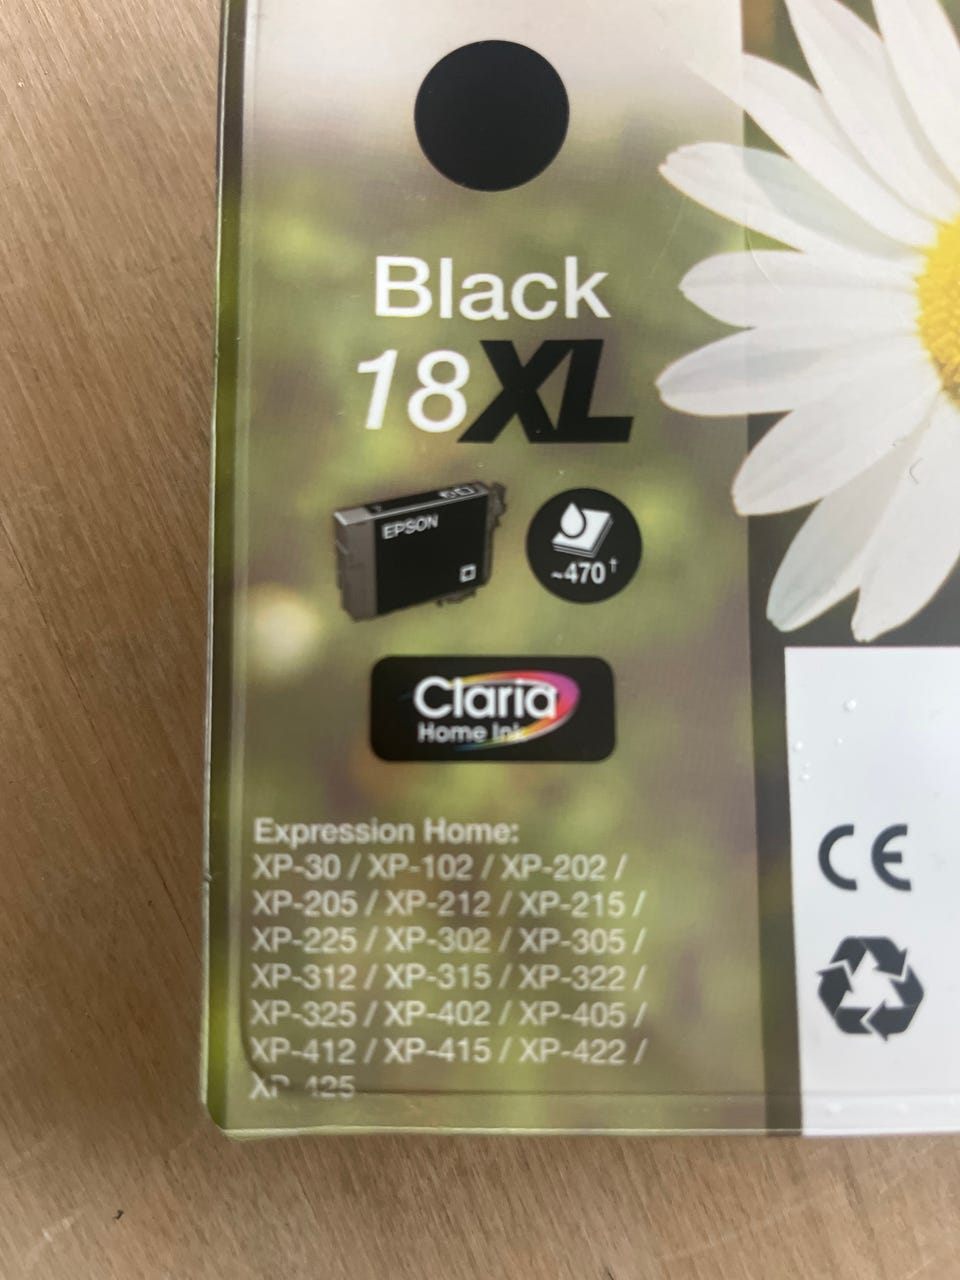 Black
18XL
EPSON
~470†
Claria
Home Ink
Expression Home:
XP-30 / XP-102 / XP-202 /
XP-205 / XP-212 / XP-215 /
XP-225 / XP-302 / XP-305 /
XP-312 / XP-315 / XP-322 /
XP-325 / XP-402 / XP-405 /
XP-412 / XP-415 / XP-422 /
XP-425
CE